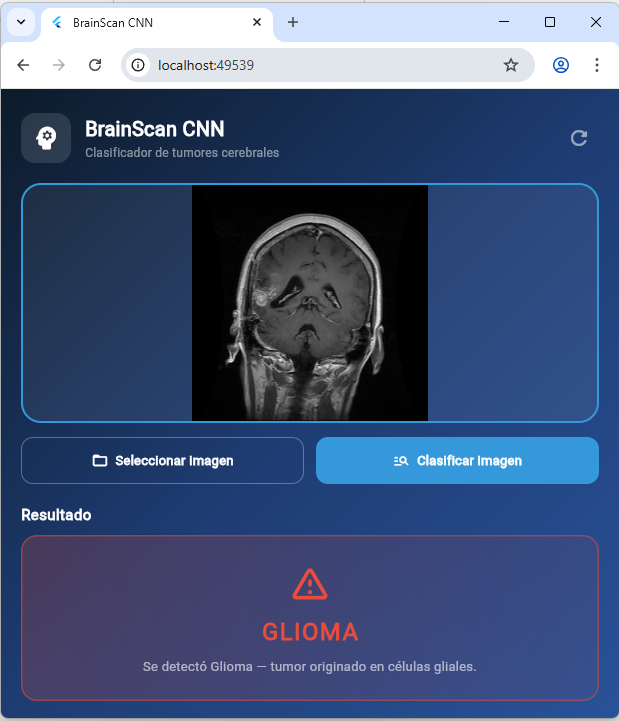 BrainScan CNN
localhost:49539
BrainScan CNN
Clasificador de tumores cerebrales
Seleccionar imagen
Clasificar imagen
Resultado
GLIOMA
Se detectó Glioma — tumor originado en células gliales.